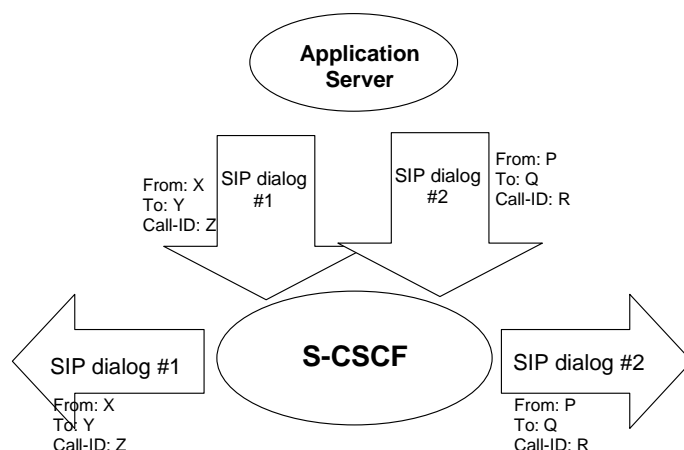 Application
Server
From: X
To: Y
Call-ID: Z
SIP dialog
#1
SIP dialog
#2
From: P
To: Q
Call-ID: R
S-CSCF
SIP dialog #1
From: X
To: Y
Call-ID: Z
SIP dialog #2
From: P
To: Q
Call-ID: R